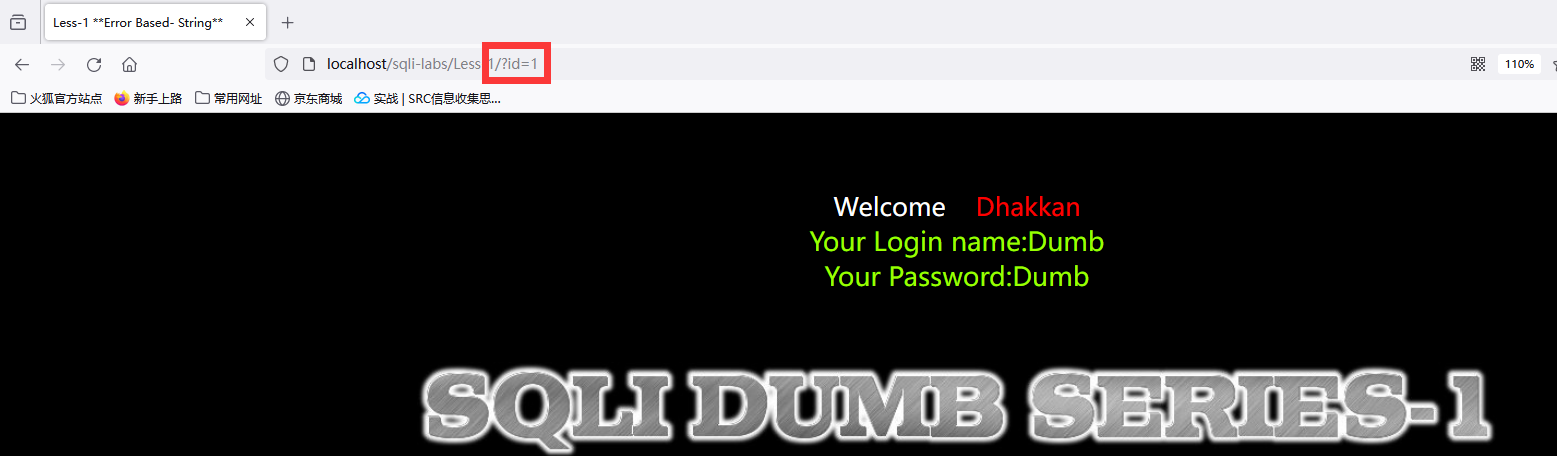 Less-1 **Error Based- String**
localhost/sqli-labs/Less-1/?id=1
110%
火狐官方站点 新手上路 常用网址 京东商城 实战 | SRC信息收集思...
Welcome Dhakkan
Your Login name:Dumb
Your Password:Dumb
SQLI DUMB SERIES-1